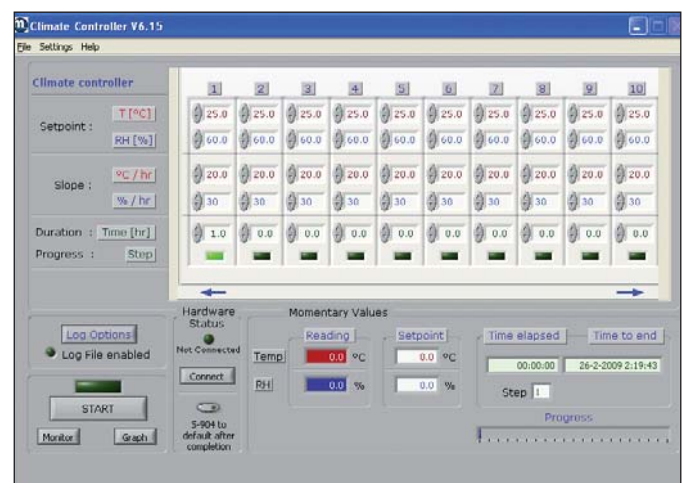 Climate Controller V6.15
File Settings Help
Climate controller
1 2 3 4 5 6 7 8 9 10
Setpoint :
T [°C] 25.0 25.0 25.0 25.0 25.0 25.0 25.0 25.0 25.0 25.0
RH [%] 60.0 60.0 60.0 60.0 60.0 60.0 60.0 60.0 60.0 60.0
Slope :
°C / hr 20.0 20.0 20.0 20.0 20.0 20.0 20.0 20.0 20.0 20.0
% / hr 30 30 30 30 30 30 30 30 30 30
Duration : Time [hr] 1.0 0.0 0.0 0.0 0.0 0.0 0.0 0.0 0.0 0.0
Progress : Step
Log Options
Log File enabled
START
Monitor Graph
Hardware
Status
Not Connected
Connect
S-904 to
default after
completion
Momentary Values
Reading Setpoint
Temp 0.0 °C 0.0 °C
RH 0.0 % 0.0 %
Time elapsed Time to end
00:00:00 26-2-2009 2:19:43
Step 1
Progress